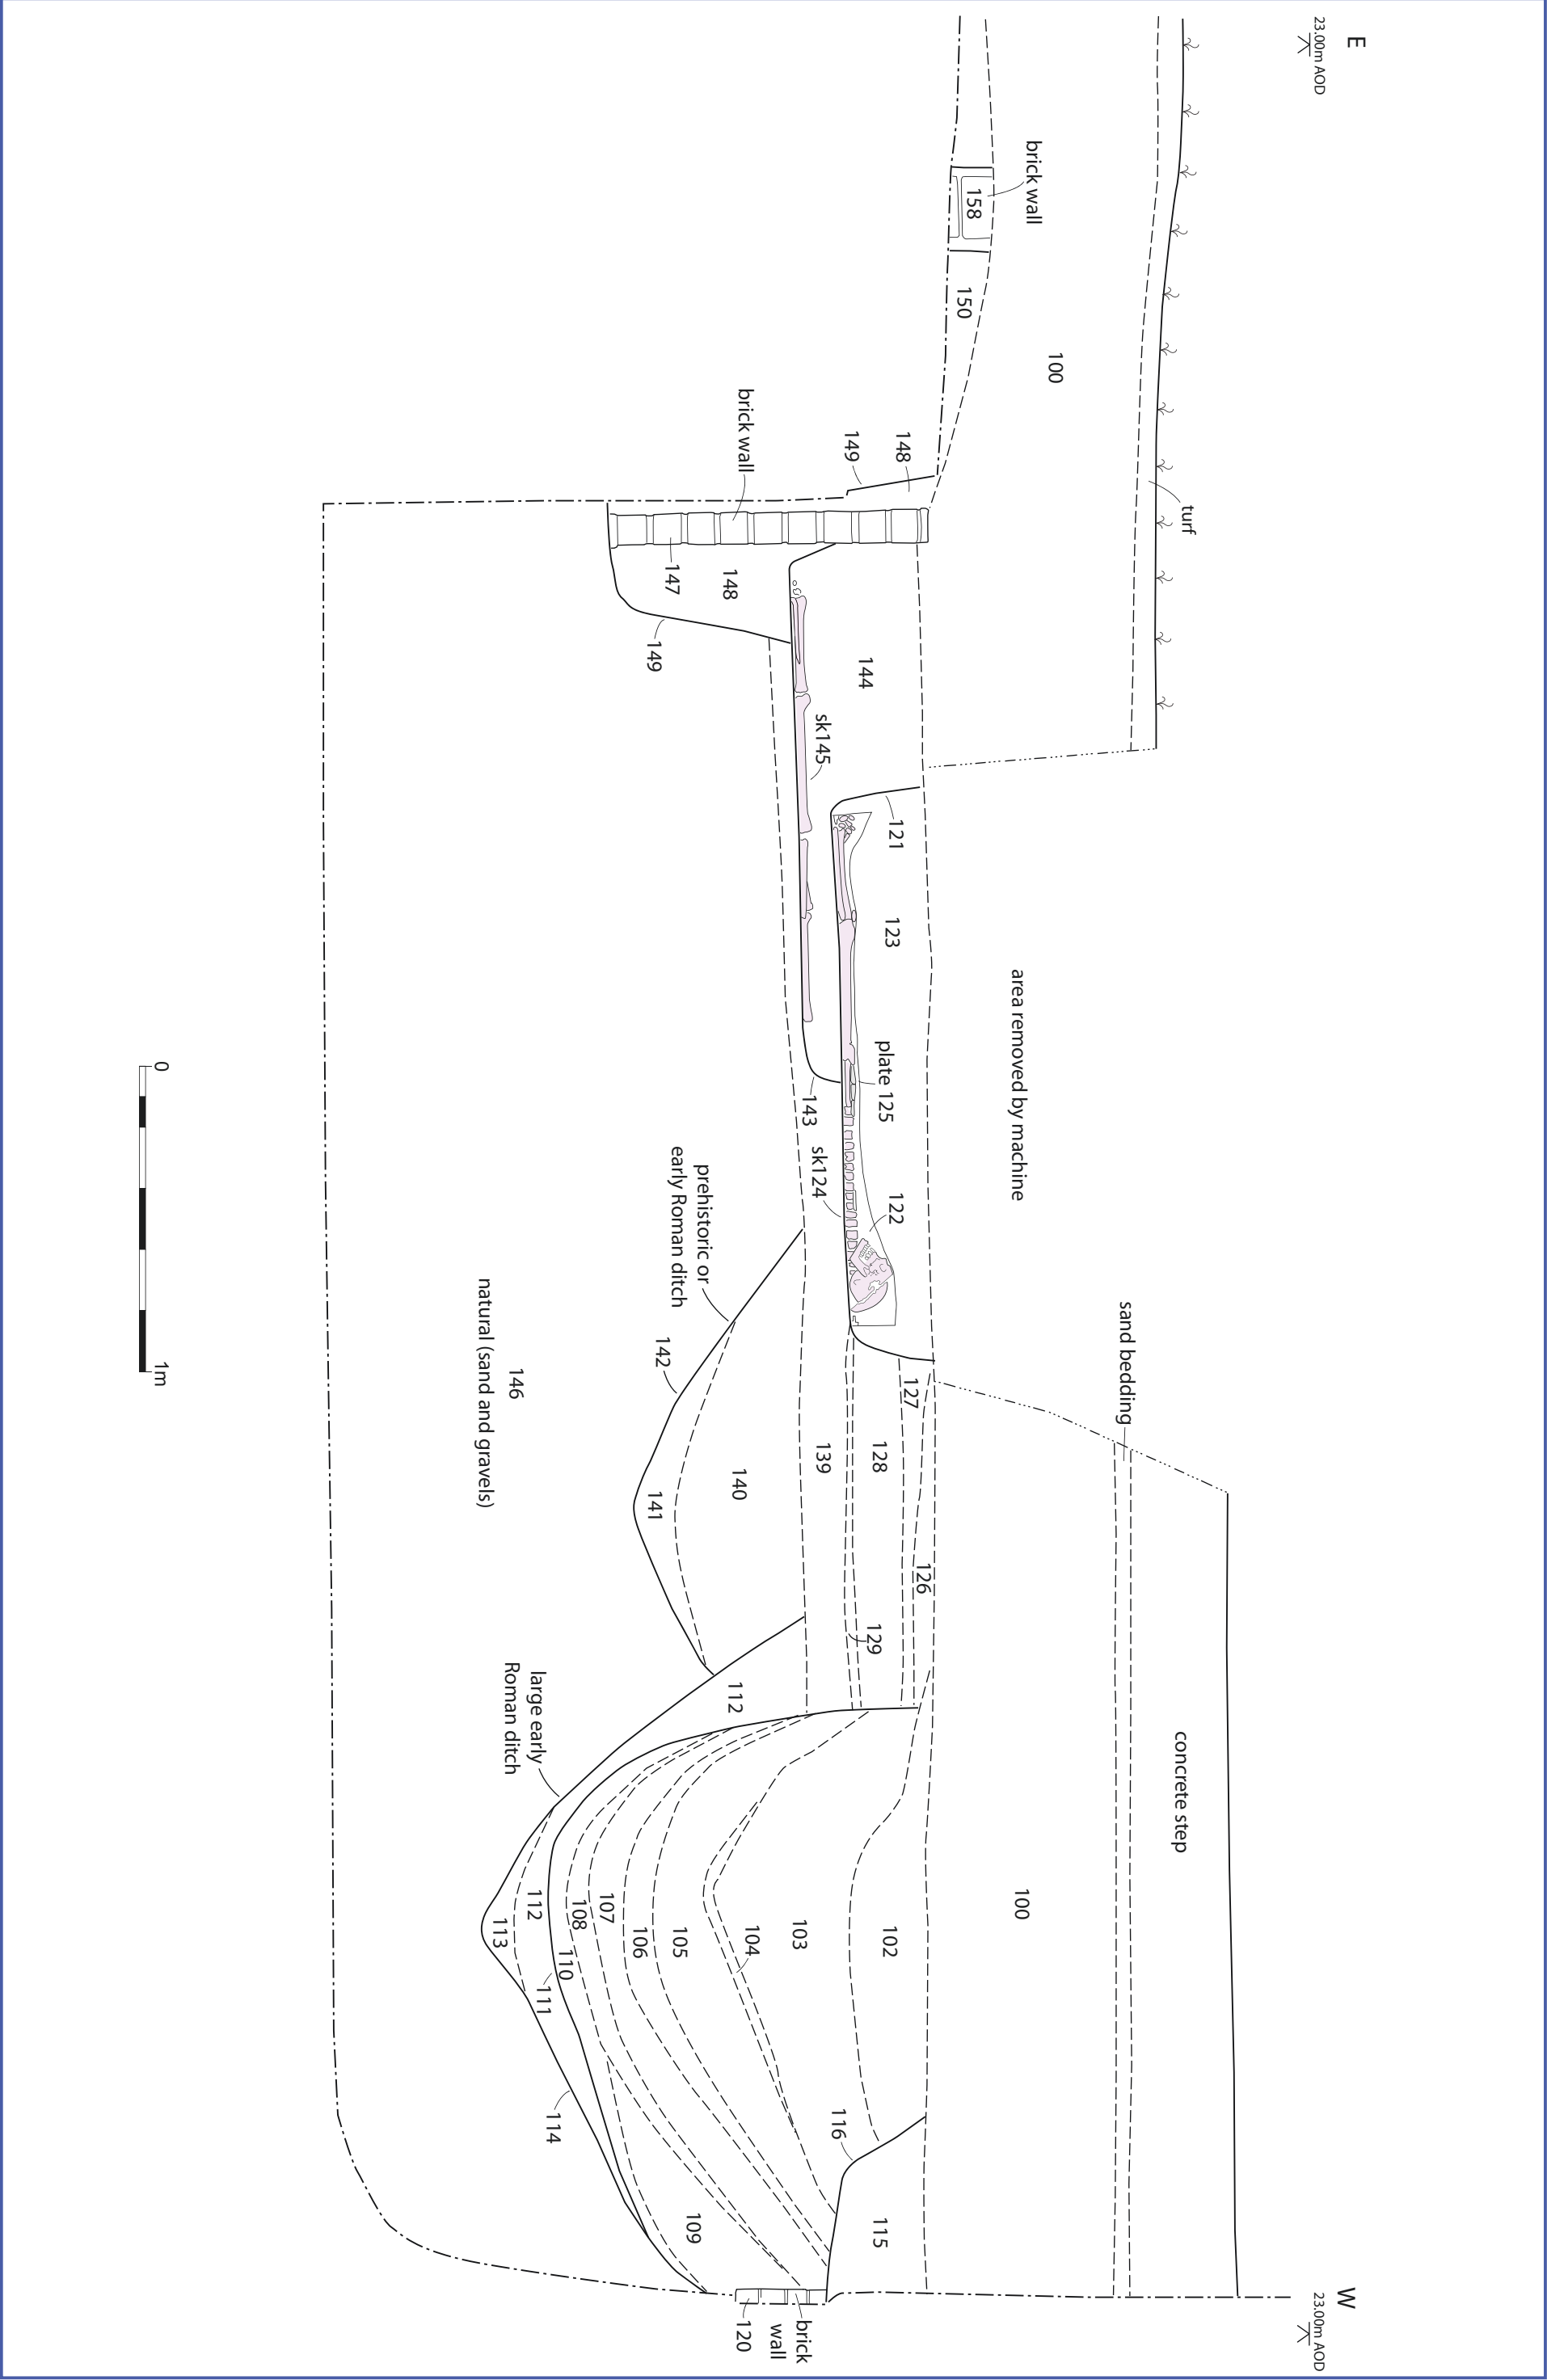 E
23.00m AOD
W
23.00m AOD
turf
brick wall
158
150
100
149
148
brick wall
147
148
149
144
sk145
121
123
area removed by machine
plate 125
143
sk124
122
prehistoric or
early Roman ditch
142
146
natural (sand and gravels)
141
140
139
128
127
126
129
sand bedding
concrete step
100
large early
Roman ditch
112
113
112
111
110
108
107
106
105
104
103
102
114
116
115
109
120
brick
wall
0
1m